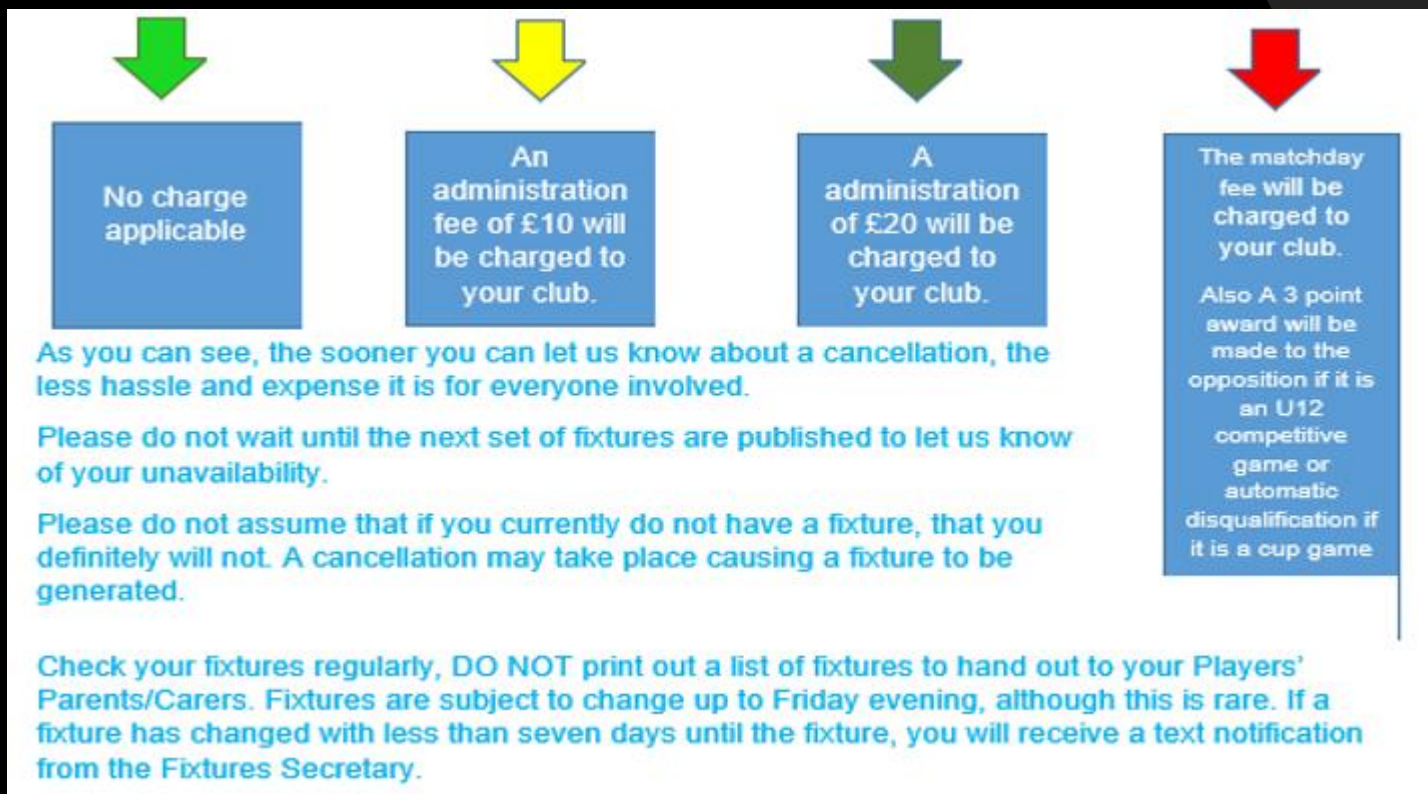 No charge
applicable
An
administration
fee of £10 will
be charged to
your club.
A
administration
of £20 will be
charged to
your club.
The matchday
fee will be
charged to
your club.
Also A 3 point
award will be
made to the
opposition if it is
an U12
competitive
game or
automatic
disqualification if
it is a cup game
As you can see, the sooner you can let us know about a cancellation, the
less hassle and expense it is for everyone involved.
Please do not wait until the next set of fixtures are published to let us know
of your unavailability.
Please do not assume that if you currently do not have a fixture, that you
definitely will not. A cancellation may take place causing a fixture to be
generated.
Check your fixtures regularly, DO NOT print out a list of fixtures to hand out to your Players’
Parents/Carers. Fixtures are subject to change up to Friday evening, although this is rare. If a
fixture has changed with less than seven days until the fixture, you will receive a text notification
from the Fixtures Secretary.